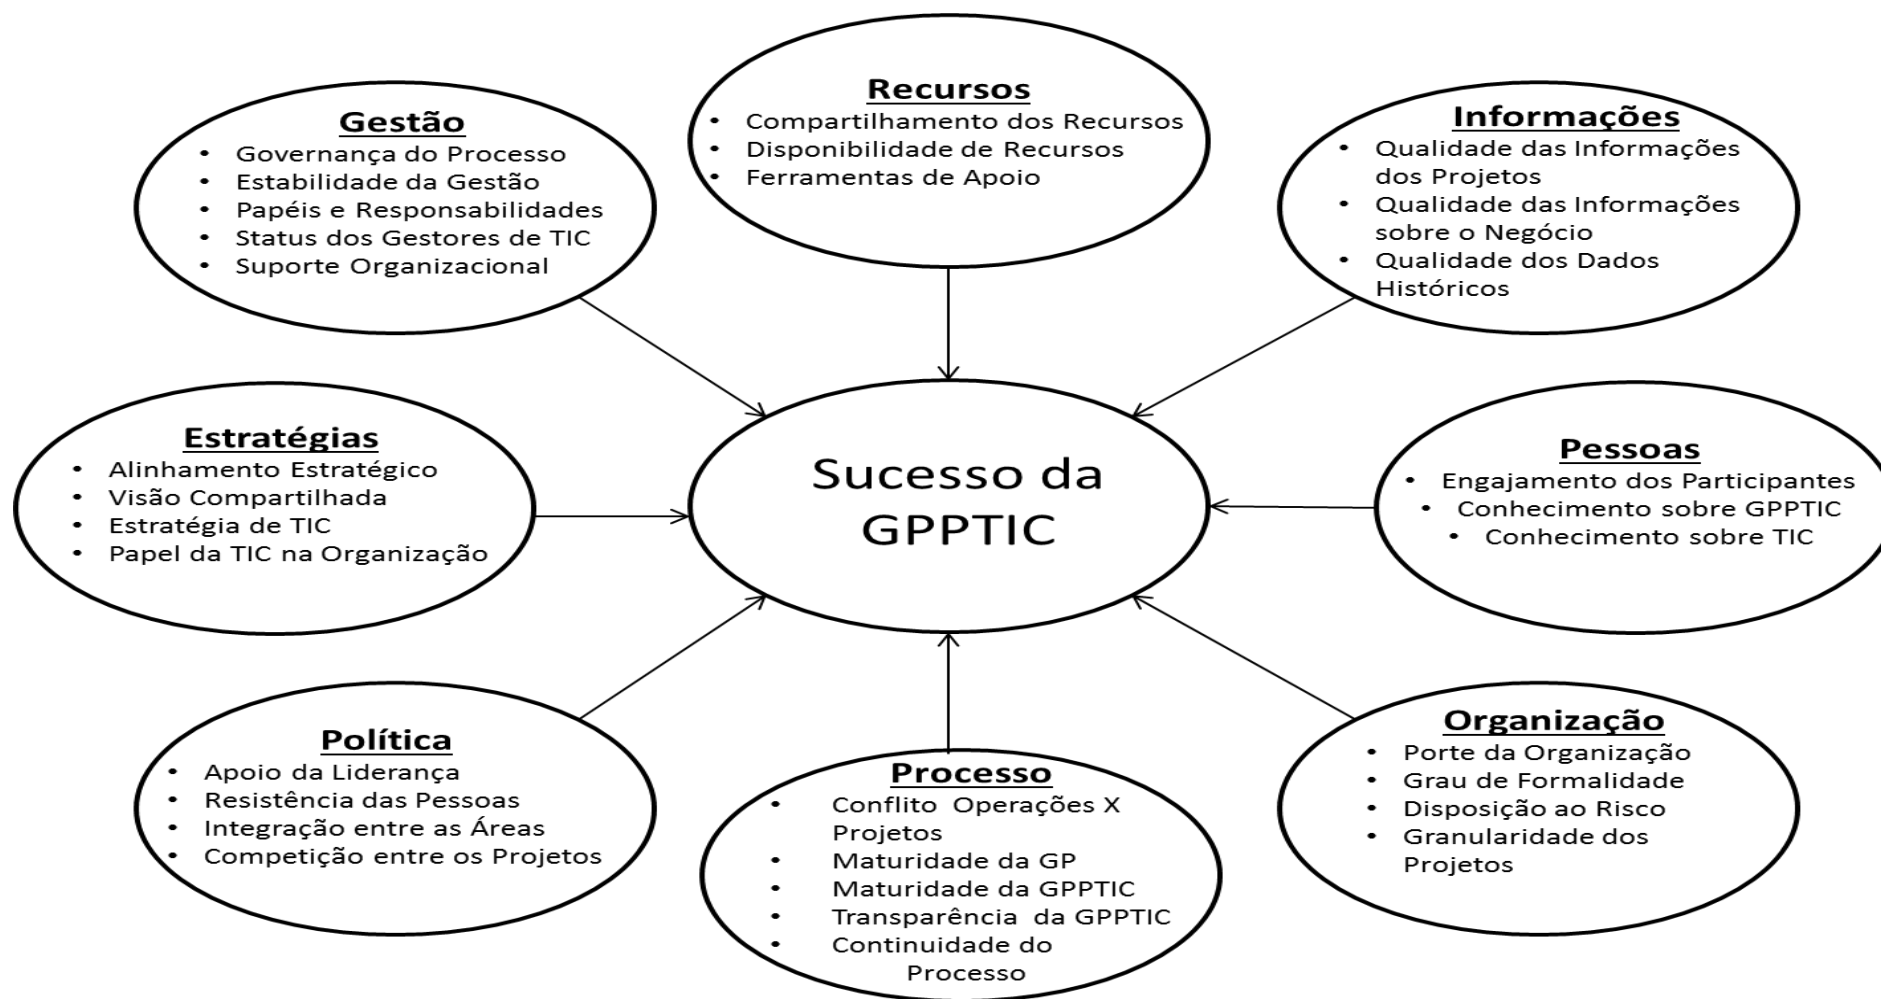 Recursos
• Compartilhamento dos Recursos
• Disponibilidade de Recursos
• Ferramentas de Apoio
Gestão
• Governança do Processo
• Estabilidade da Gestão
• Papéis e Responsabilidades
• Status dos Gestores de TIC
• Suporte Organizacional
Informações
• Qualidade das Informações
dos Projetos
• Qualidade das Informações
sobre o Negócio
• Qualidade dos Dados
Históricos
Estratégias
• Alinhamento Estratégico
• Visão Compartilhada
• Estratégia de TIC
• Papel da TIC na Organização
Sucesso da
GPPTIC
Pessoas
• Engajamento dos Participantes
• Conhecimento sobre GPPTIC
• Conhecimento sobre TIC
Política
• Apoio da Liderança
• Resistência das Pessoas
• Integração entre as Áreas
• Competição entre os Projetos
Processo
• Conflito Operações X
Projetos
• Maturidade da GP
• Maturidade da GPPTIC
• Transparência da GPPTIC
• Continuidade do
Processo
Organização
• Porte da Organização
• Grau de Formalidade
• Disposição ao Risco
• Granularidade dos
Projetos